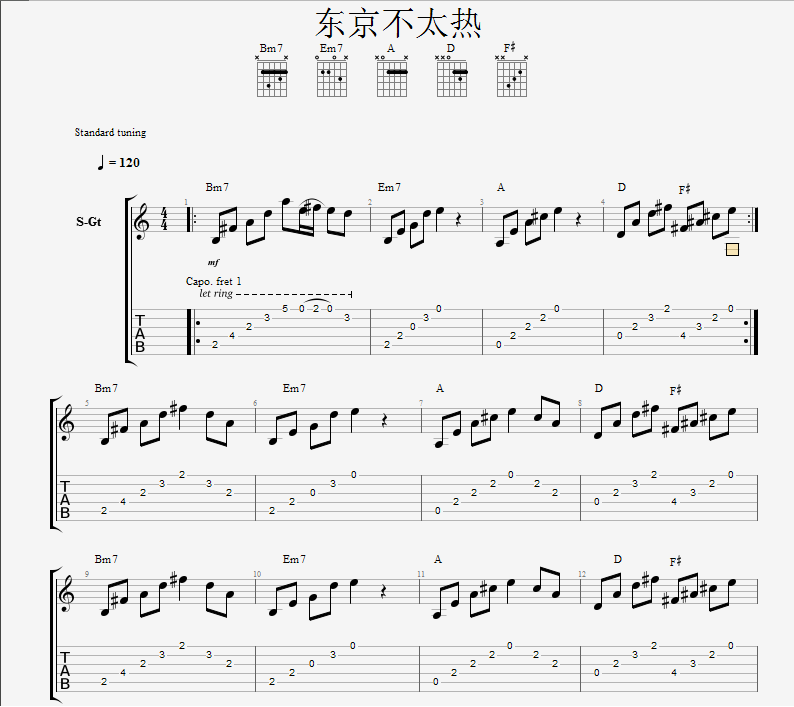 东京不太热
Bm7 Em7 A D F♯
Standard tuning
♩ = 120
Bm7 Em7 A D F♯
1 2 3 4
S-Gt
4
4
mf
Capo. fret 1
let ring
5 0 2 0 3 0 0 0
3 3 2 2 2
2 0 2 3 3
4 2 2 0 4
2 2 0
T
A
B
Bm7 Em7 A D F♯
5 6 7 8
2 0 0 2 0
3 3 3 2 2 3 2
2 2 0 2 2 2 3
4 2 2 0 4
2 2 0
T
A
B
Bm7 Em7 A D F♯
9 10 11 12
2 0 0 2 0
3 3 3 2 2 3 2
2 2 0 2 2 2 3
4 2 2 0 4
2 2 0
T
A
B